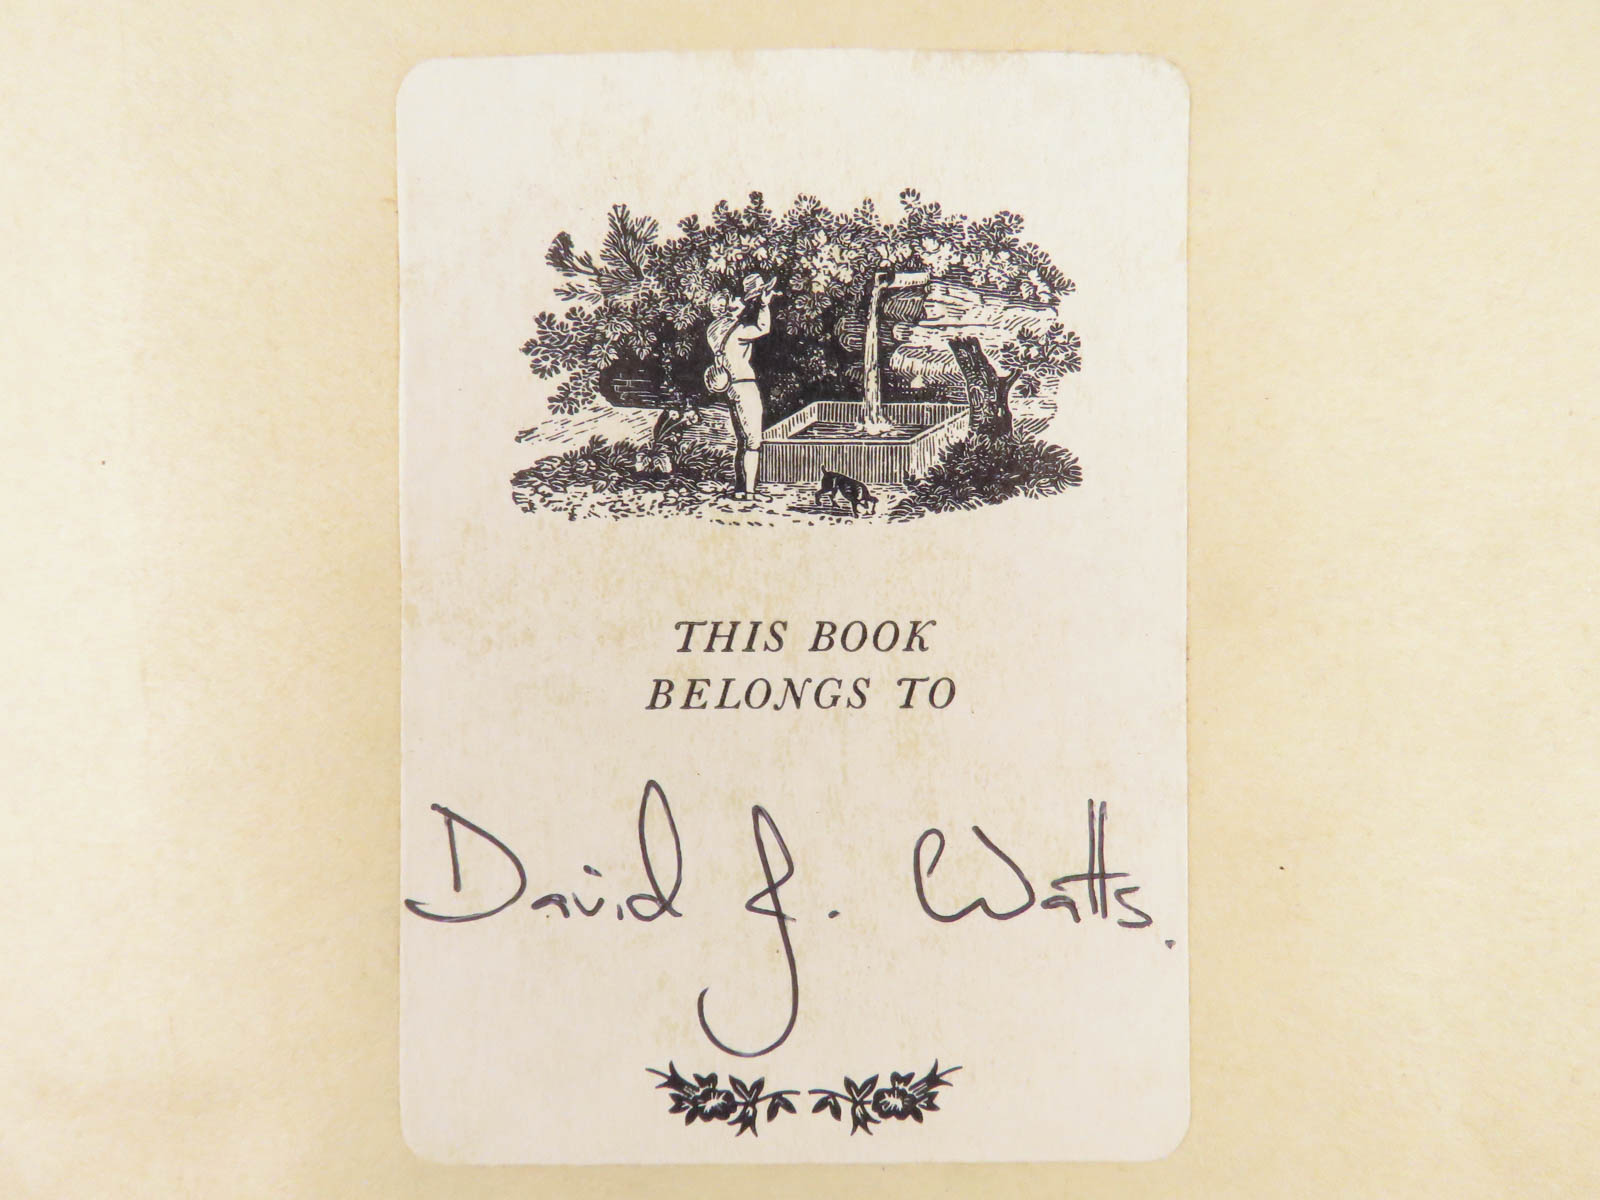 THIS BOOK
BELONGS TO
David J. Watts.